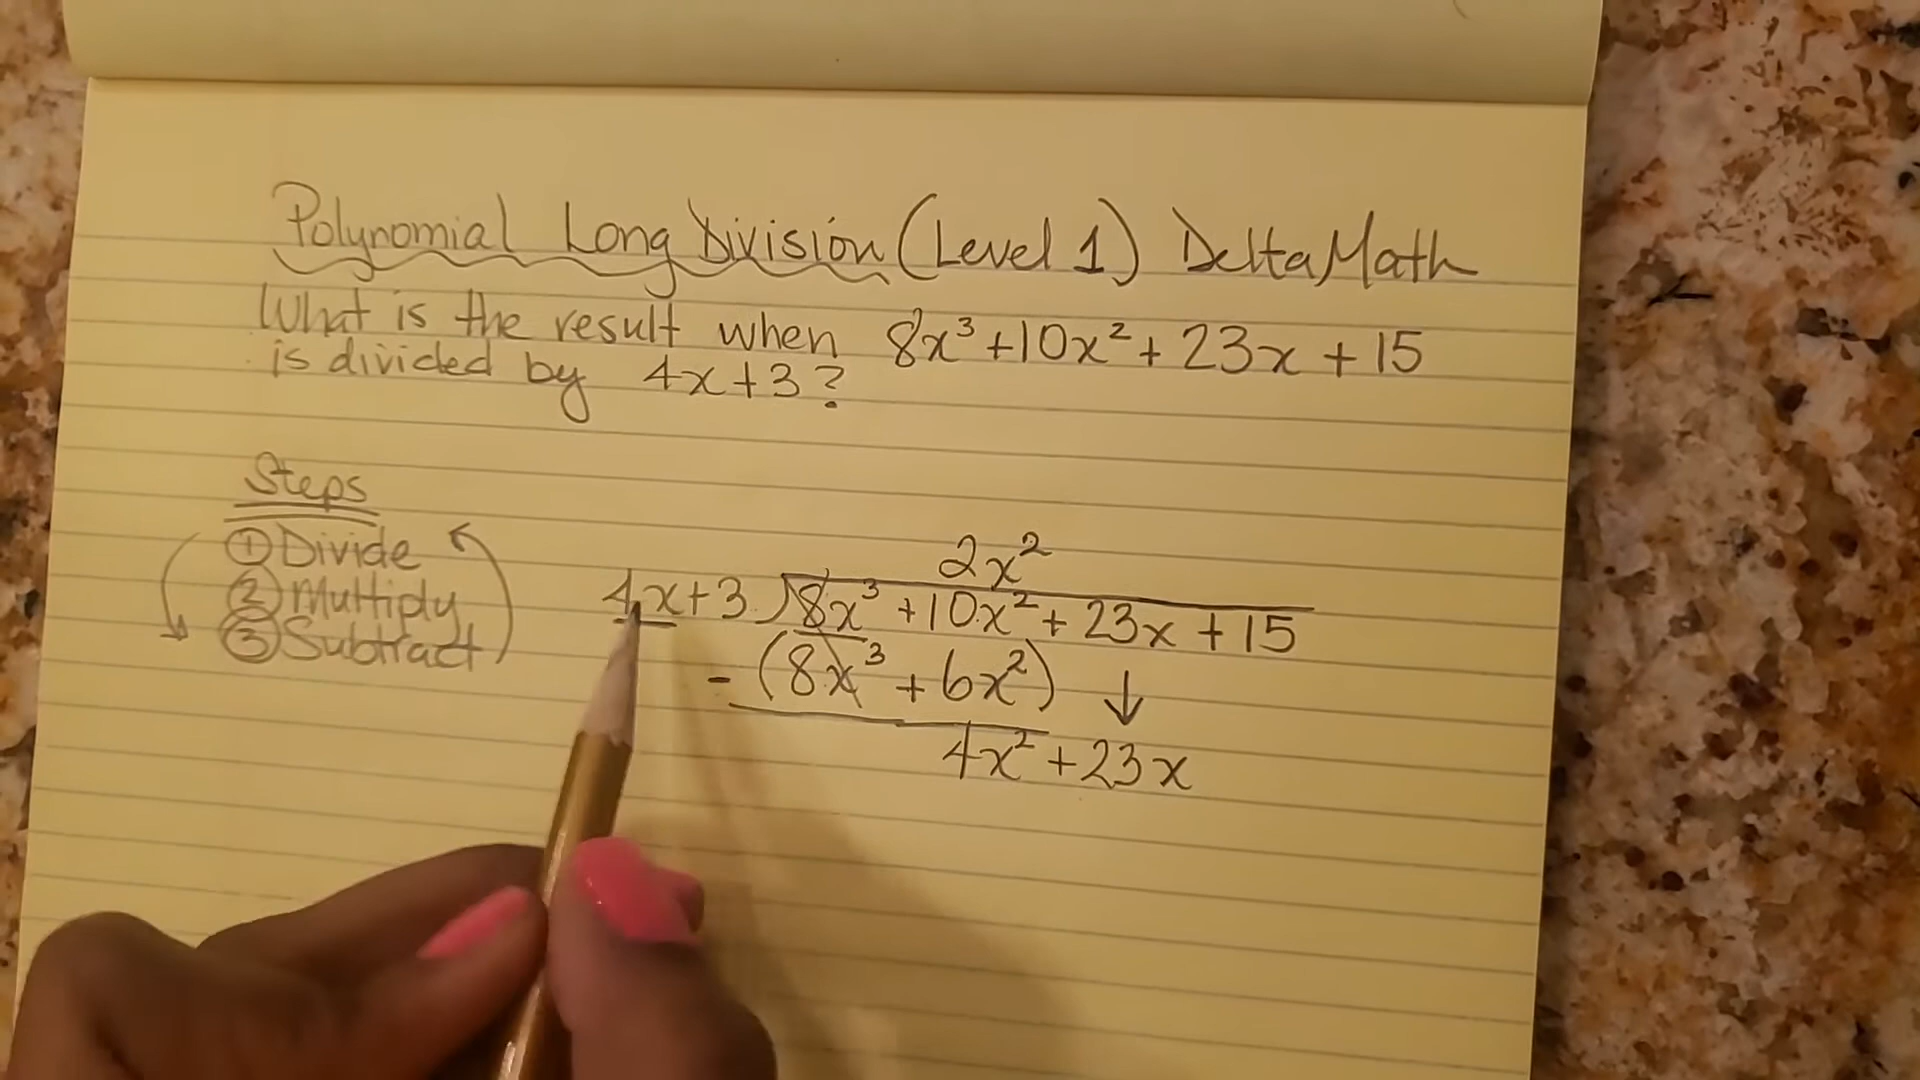 Polynomial Long Division (Level 1) DeltaMath
What is the result when 8x³ + 10x² + 23x + 15
is divided by 4x + 3?
Steps
① Divide
② Multiply
③ Subtract
2x²
4x + 3 ) 8x³ + 10x² + 23x + 15
- (8x³ + 6x²) ↓
4x² + 23x